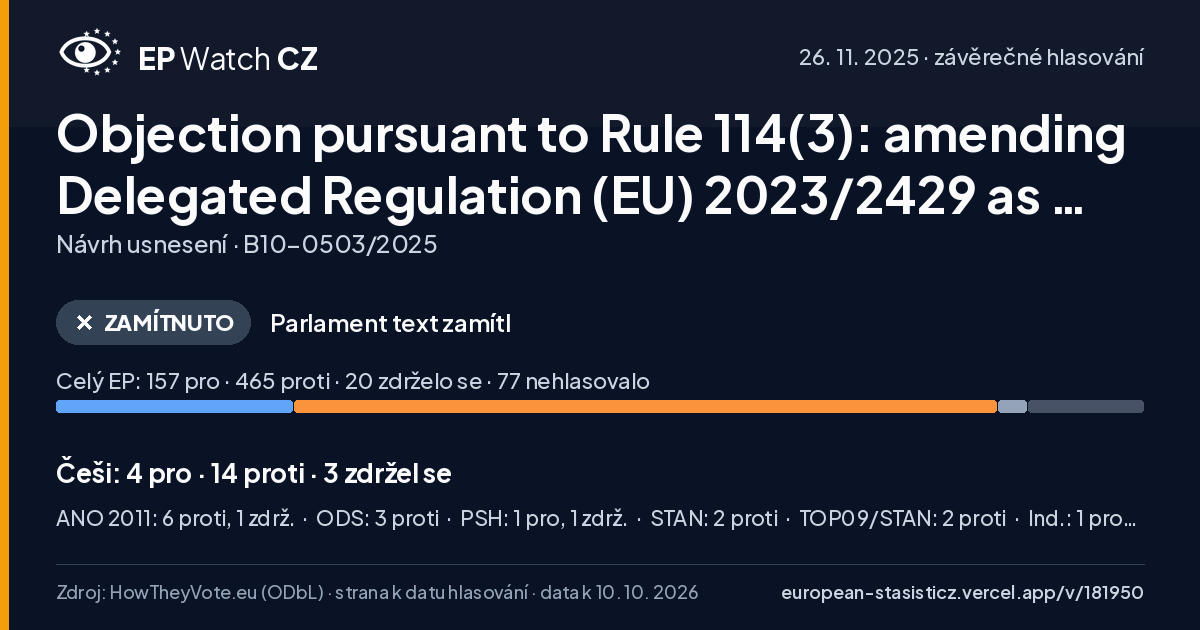 EP Watch CZ
26. 11. 2025 · závěrečné hlasování
Objection pursuant to Rule 114(3): amending
Delegated Regulation (EU) 2023/2429 as …
Návrh usnesení · B10-0503/2025
✕ ZAMÍTNUTO
Parlament text zamítl
Celý EP: 157 pro · 465 proti · 20 zdrželo se · 77 nehlasovalo
Češi: 4 pro · 14 proti · 3 zdržel se
ANO 2011: 6 proti, 1 zdrž. · ODS: 3 proti · PSH: 1 pro, 1 zdrž. · STAN: 2 proti · TOP09/STAN: 2 proti · Ind.: 1 pro…
Zdroj: HowTheyVote.eu (ODbL) · strana k datu hlasování · data k 10. 10. 2026
european-stasisticz.vercel.app/v/181950